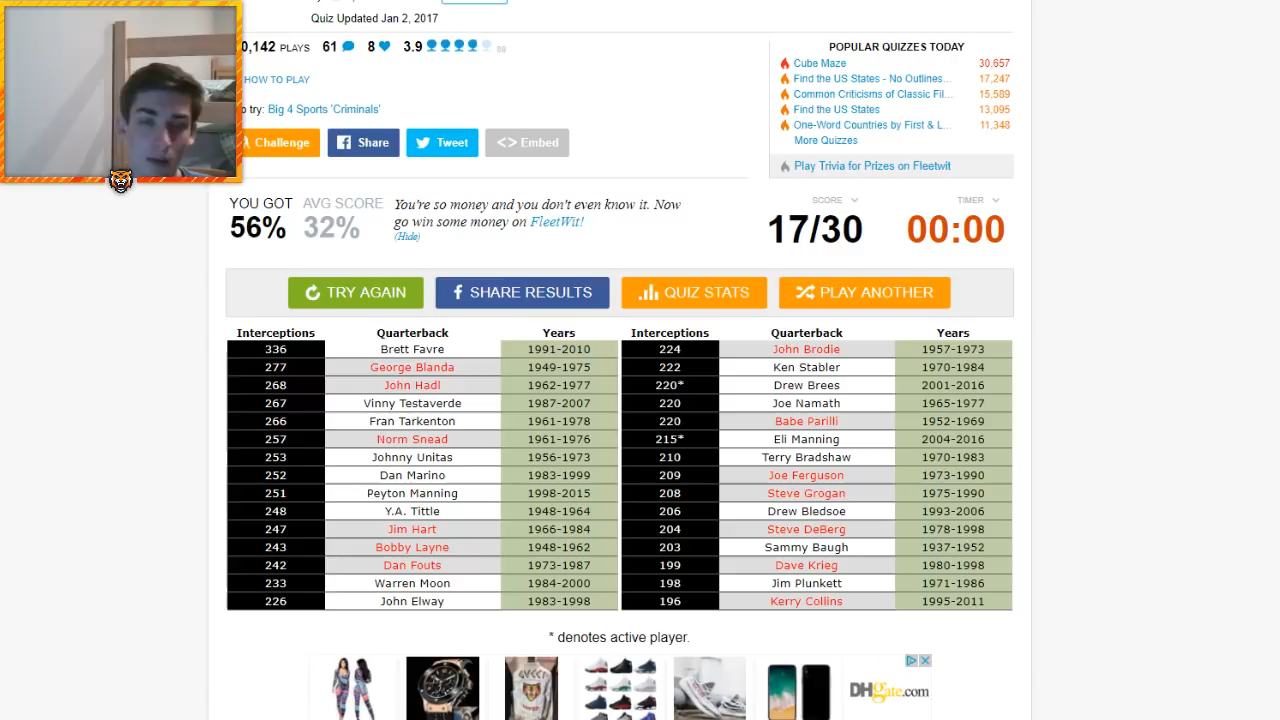 Quiz Updated Jan 2, 2017
0,142 PLAYS 61 8 3.9
HOW TO PLAY
o try: Big 4 Sports 'Criminals'
Challenge
Share
Tweet
<> Embed
POPULAR QUIZZES TODAY
Cube Maze 30,657
Find the US States - No Outlines... 17,247
Common Criticisms of Classic Fil... 15,589
Find the US States 13,095
One-Word Countries by First & L... 11,348
More Quizzes
Play Trivia for Prizes on Fleetwit
YOU GOT
56%
AVG SCORE
32%
You're so money and you don't even know it. Now
go win some money on FleetWit!
(Hide)
SCORE
17/30
TIMER
00:00
TRY AGAIN
SHARE RESULTS
QUIZ STATS
PLAY ANOTHER
Interceptions Quarterback Years
336 Brett Favre 1991-2010
277 George Blanda 1949-1975
268 John Hadl 1962-1977
267 Vinny Testaverde 1987-2007
266 Fran Tarkenton 1961-1978
257 Norm Snead 1961-1976
253 Johnny Unitas 1956-1973
252 Dan Marino 1983-1999
251 Peyton Manning 1998-2015
248 Y.A. Tittle 1948-1964
247 Jim Hart 1966-1984
243 Bobby Layne 1948-1962
242 Dan Fouts 1973-1987
233 Warren Moon 1984-2000
226 John Elway 1983-1998
Interceptions Quarterback Years
224 John Brodie 1957-1973
222 Ken Stabler 1970-1984
220* Drew Brees 2001-2016
220 Joe Namath 1965-1977
220 Babe Parilli 1952-1969
215* Eli Manning 2004-2016
210 Terry Bradshaw 1970-1983
209 Joe Ferguson 1973-1990
208 Steve Grogan 1975-1990
206 Drew Bledsoe 1993-2006
204 Steve DeBerg 1978-1998
203 Sammy Baugh 1937-1952
199 Dave Krieg 1980-1998
198 Jim Plunkett 1971-1986
196 Kerry Collins 1995-2011
* denotes active player.
DHgate.com